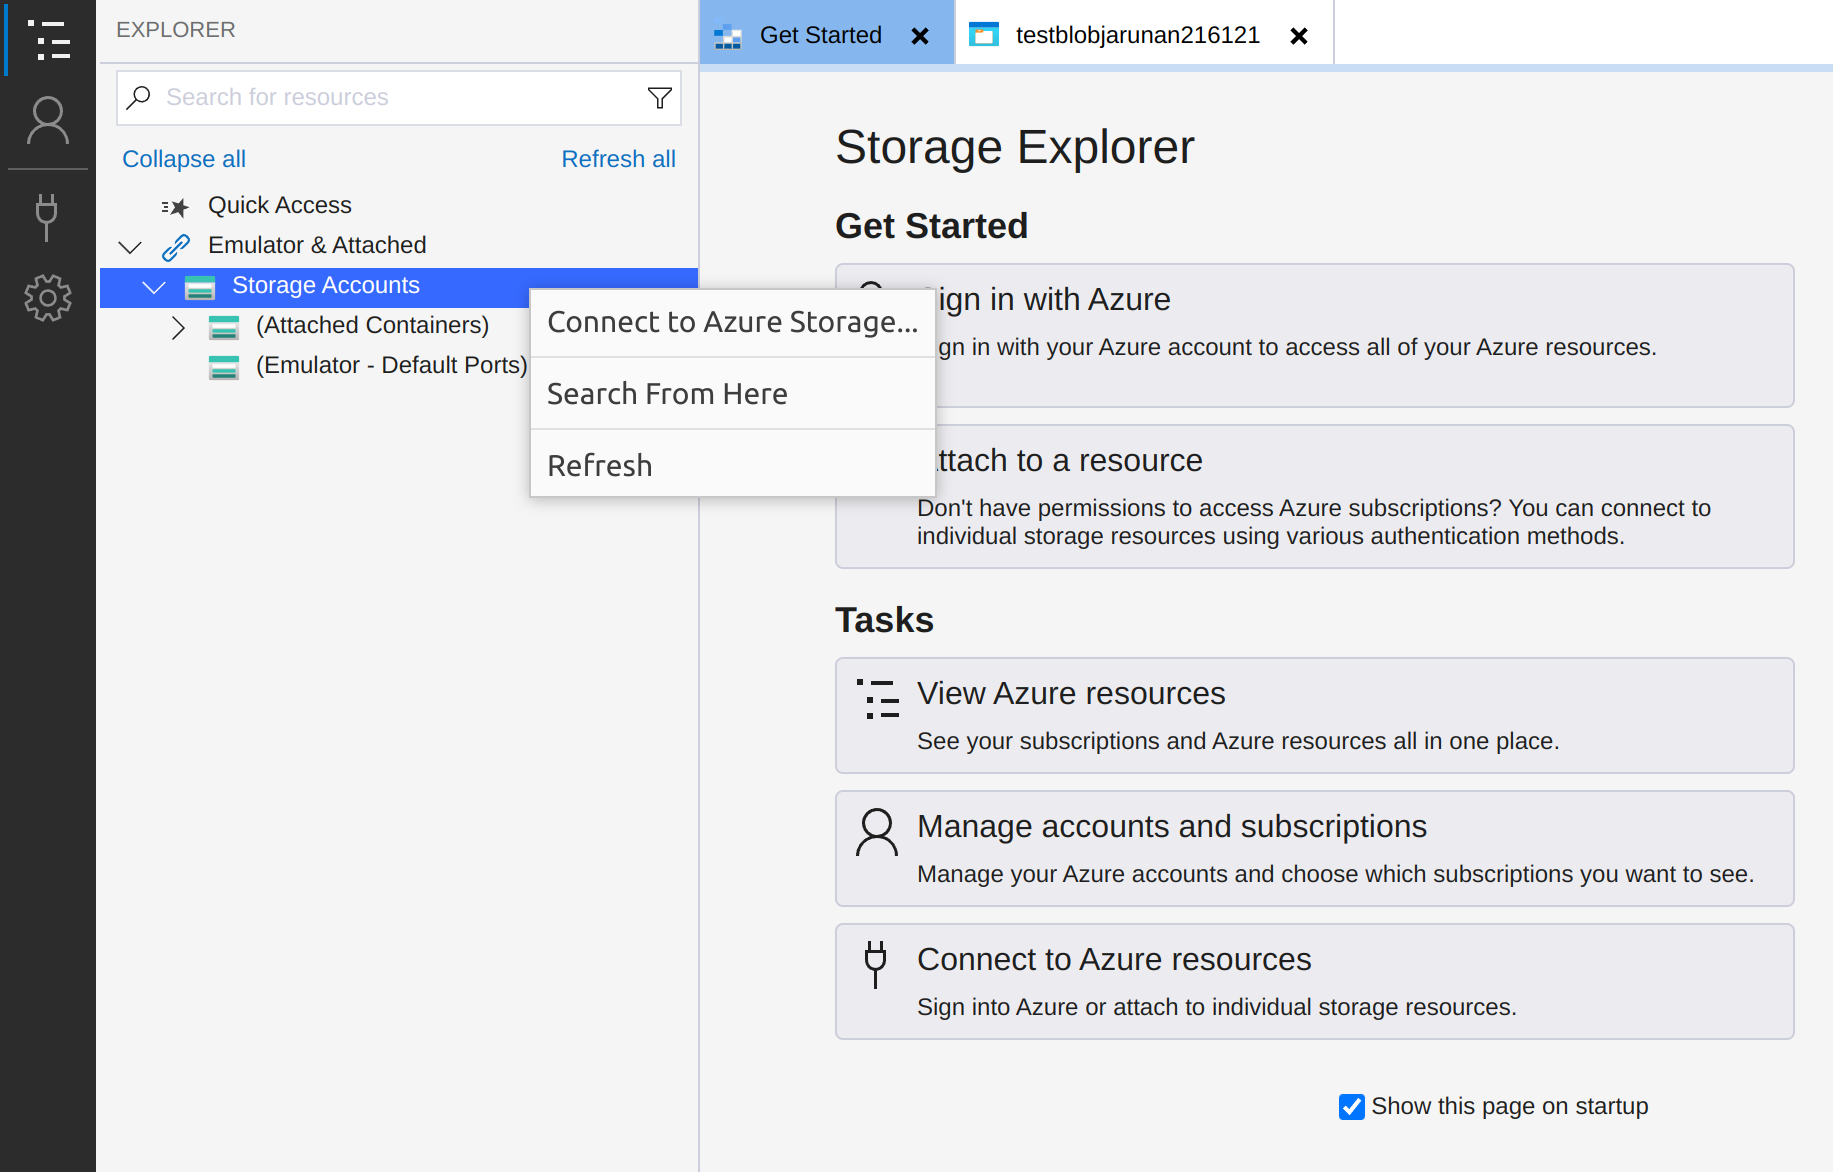 EXPLORER
Search for resources
Collapse all
Refresh all
Quick Access
Emulator & Attached
Storage Accounts
(Attached Containers)
(Emulator - Default Ports)
Connect to Azure Storage...
Search From Here
Refresh
Get Started
testblobjarunan216121
Storage Explorer
Get Started
ign in with Azure
gn in with your Azure account to access all of your Azure resources.
ttach to a resource
Don't have permissions to access Azure subscriptions? You can connect to
individual storage resources using various authentication methods.
Tasks
View Azure resources
See your subscriptions and Azure resources all in one place.
Manage accounts and subscriptions
Manage your Azure accounts and choose which subscriptions you want to see.
Connect to Azure resources
Sign into Azure or attach to individual storage resources.
Show this page on startup